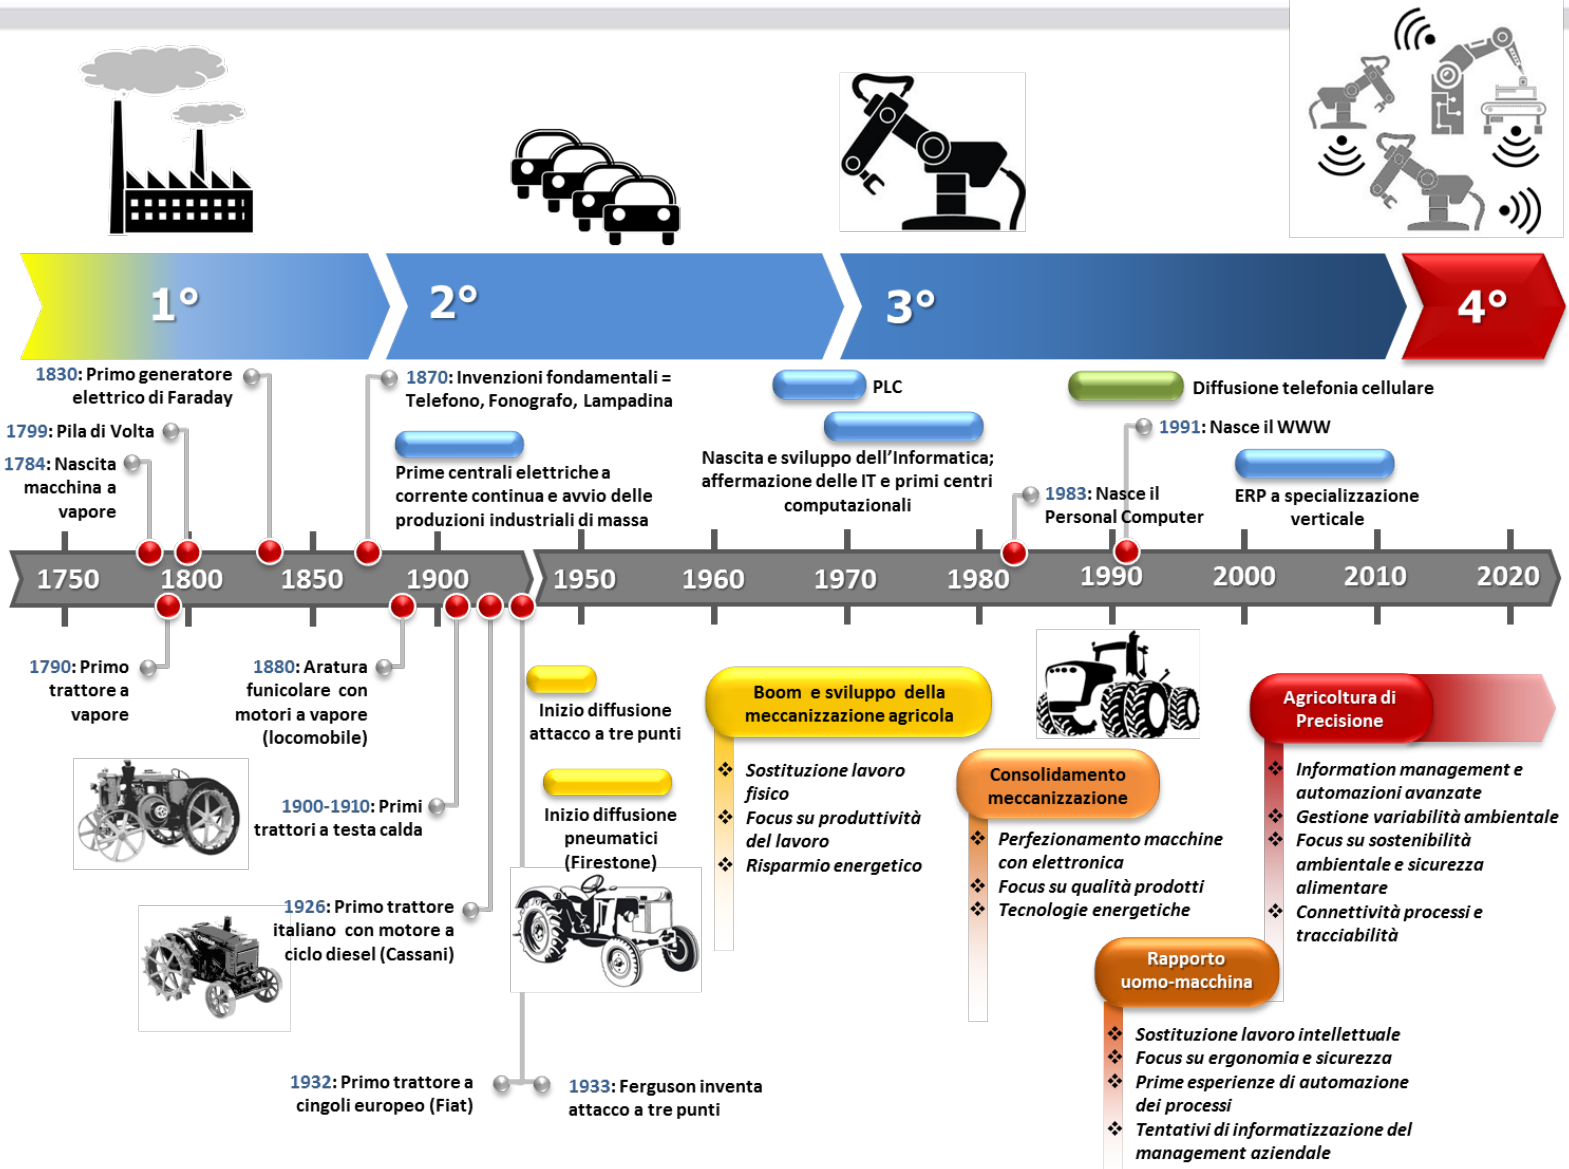 1°
2°
3°
4°
1830: Primo generatore
elettrico di Faraday
1799: Pila di Volta
1784: Nascita
macchina a
vapore
1870: Invenzioni fondamentali =
Telefono, Fonografo, Lampadina
Prime centrali elettriche a
corrente continua e avvio delle
produzioni industriali di massa
PLC
Nascita e sviluppo dell'Informatica;
affermazione delle IT e primi centri
computazionali
Diffusione telefonia cellulare
1991: Nasce il WWW
1983: Nasce il
Personal Computer
ERP a specializzazione
verticale
1750
1800
1850
1900
1950
1960
1970
1980
1990
2000
2010
2020
1790: Primo
trattore a
vapore
1880: Aratura
funicolare con
motori a vapore
(locomobile)
1900-1910: Primi
trattori a testa calda
1926: Primo trattore
italiano con motore a
ciclo diesel (Cassani)
1932: Primo trattore a
cingoli europeo (Fiat)
1933: Ferguson inventa
attacco a tre punti
Inizio diffusione
attacco a tre punti
Inizio diffusione
pneumatici
(Firestone)
Boom e sviluppo della
meccanizzazione agricola
Sostituzione lavoro
fisico
Focus su produttività
del lavoro
Risparmio energetico
Consolidamento
meccanizzazione
Perfezionamento macchine
con elettronica
Focus su qualità prodotti
Tecnologie energetiche
Rapporto
uomo-macchina
Sostituzione lavoro intellettuale
Focus su ergonomia e sicurezza
Prime esperienze di automazione
dei processi
Tentativi di informatizzazione del
management aziendale
Agricoltura di
Precisione
Information management e
automazioni avanzate
Gestione variabilità ambientale
Focus su sostenibilità
ambientale e sicurezza
alimentare
Connettività processi e
tracciabilità